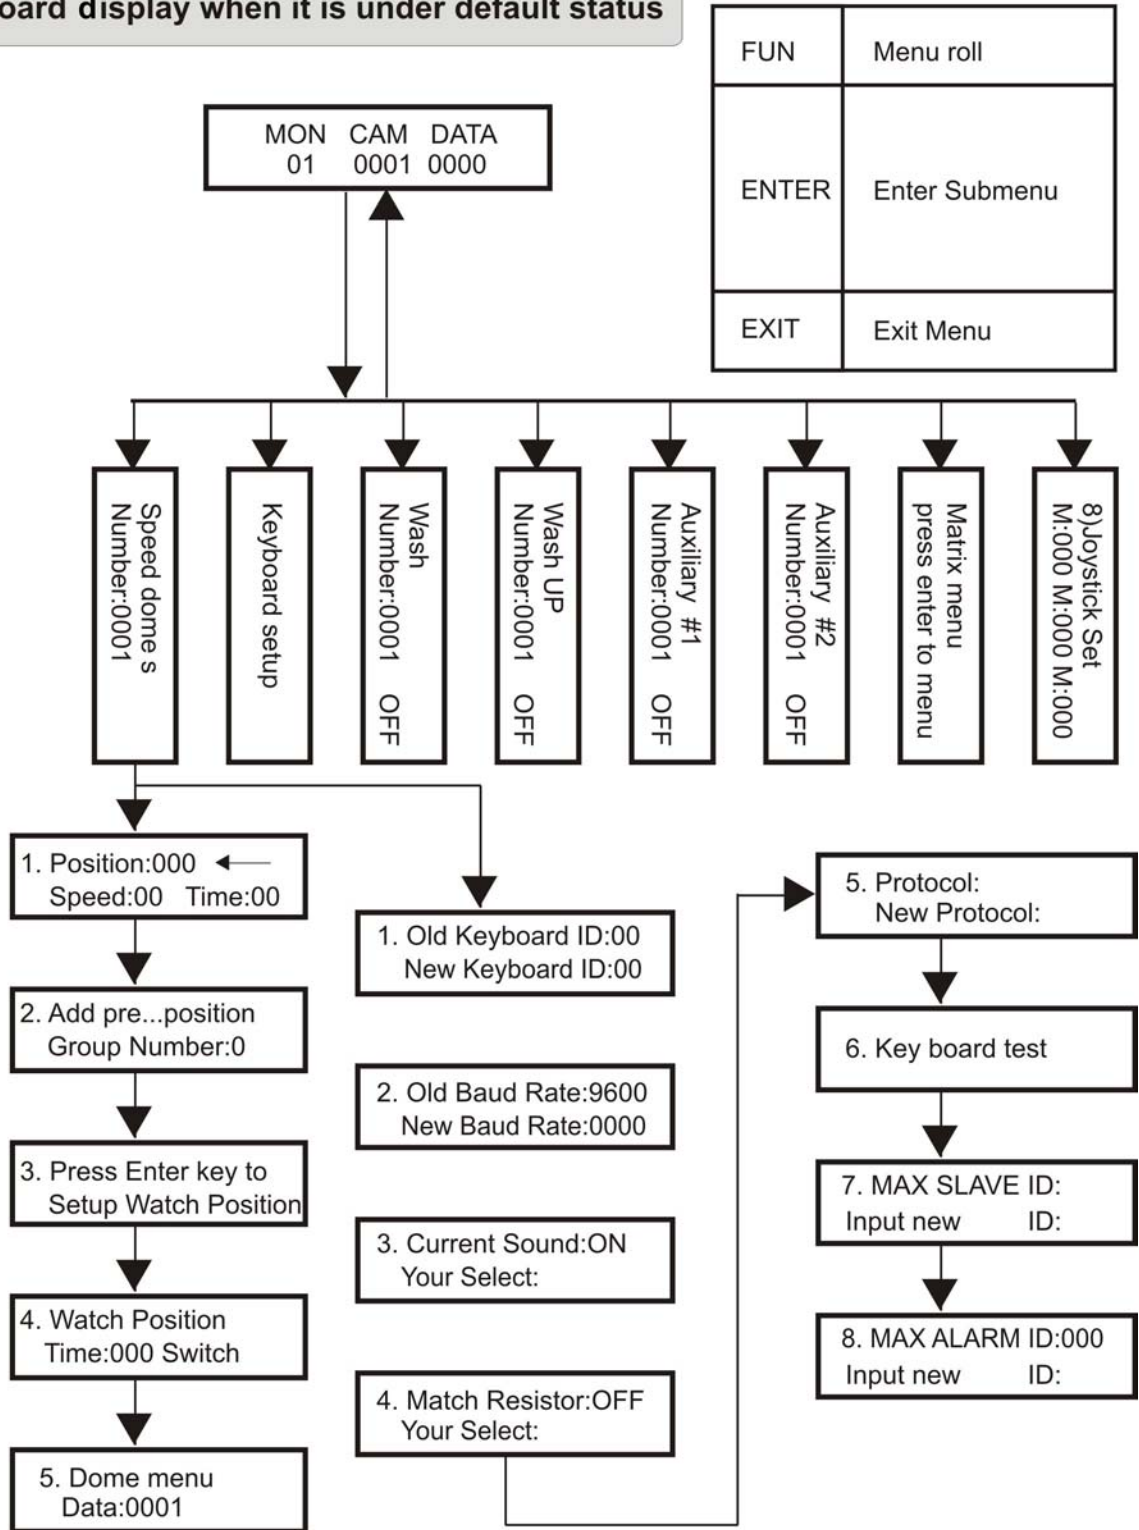 display when it is under default status
FUN Menu roll
ENTER Enter Submenu
EXIT Exit Menu
MON CAM DATA
01 0001 0000
Speed dome s
Number:0001
Keyboard setup
Wash
Number:0001 OFF
Wash UP
Number:0001 OFF
Auxiliary #1
Number:0001 OFF
Auxiliary #2
Number:0001 OFF
Matrix menu
press enter to menu
8)Joystick Set
M:000 M:000 M:000
1. Position:000
Speed:00 Time:00
2. Add pre...position
Group Number:0
3. Press Enter key to
Setup Watch Position
4. Watch Position
Time:000 Switch
5. Dome menu
Data:0001
1. Old Keyboard ID:00
New Keyboard ID:00
2. Old Baud Rate:9600
New Baud Rate:0000
3. Current Sound:ON
Your Select:
4. Match Resistor:OFF
Your Select:
5. Protocol:
New Protocol:
6. Key board test
7. MAX SLAVE ID:
Input new ID:
8. MAX ALARM ID:000
Input new ID: